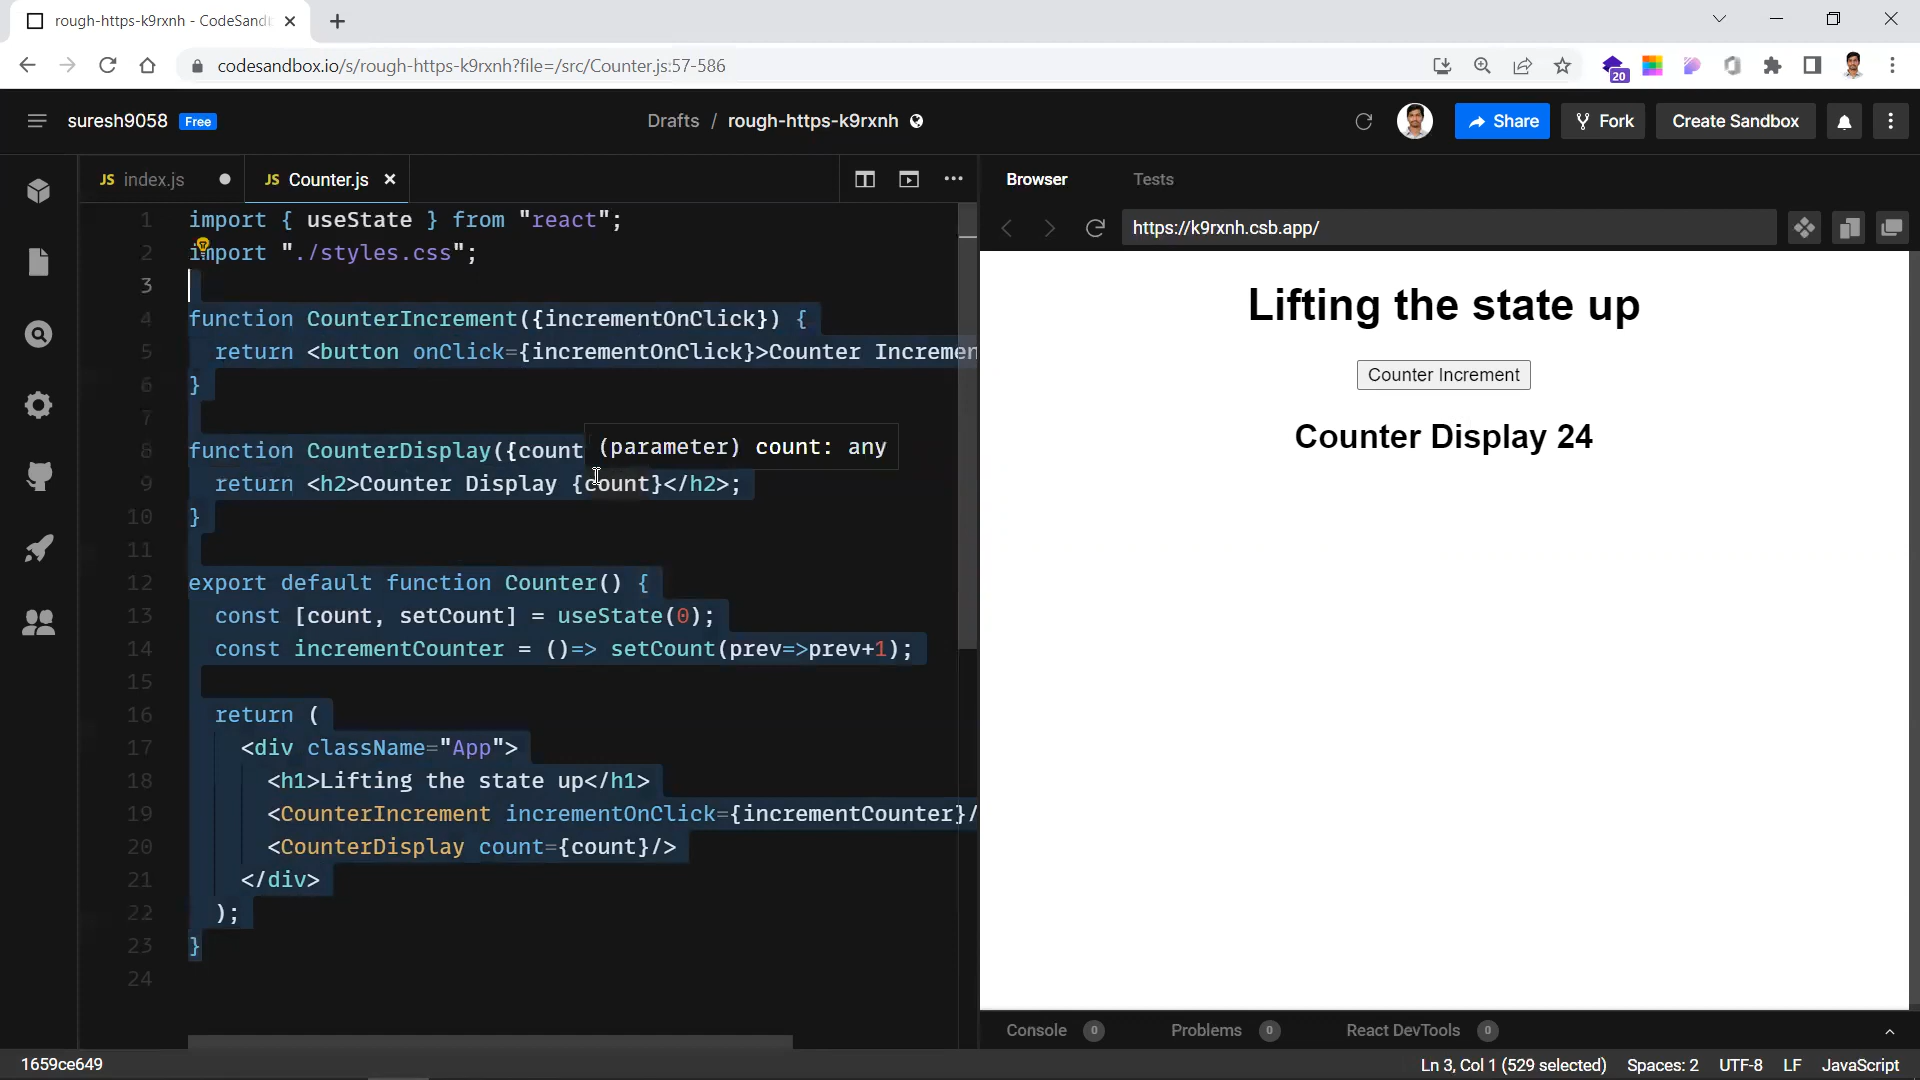 rough-https-k9rxnh - CodeSand
codesandbox.io/s/rough-https-k9rxnh?file=/src/Counter.js:57-586
20
suresh9058 Free
Drafts / rough-https-k9rxnh
Share
Fork
Create Sandbox
JS index.js
JS Counter.js
Browser
Tests
https://k9rxnh.csb.app/
1 import { useState } from "react";
2 import "./styles.css";
3
4 function CounterIncrement({incrementOnClick}) {
5 return <button onClick={incrementOnClick}>Counter Incremen
6 }
7
8 function CounterDisplay({count
(parameter) count: any
9 return <h2>Counter Display {count}</h2>;
10 }
11
12 export default function Counter() {
13 const [count, setCount] = useState(0);
14 const incrementCounter = ()=> setCount(prev=>prev+1);
15
16 return (
17 <div className="App">
18 <h1>Lifting the state up</h1>
19 <CounterIncrement incrementOnClick={incrementCounter}/
20 <CounterDisplay count={count}/>
21 </div>
22 );
23 }
24
Lifting the state up
Counter Increment
Counter Display 24
Console 0
Problems 0
React DevTools 0
1659ce649
Ln 3, Col 1 (529 selected)
Spaces: 2
UTF-8
LF
JavaScript